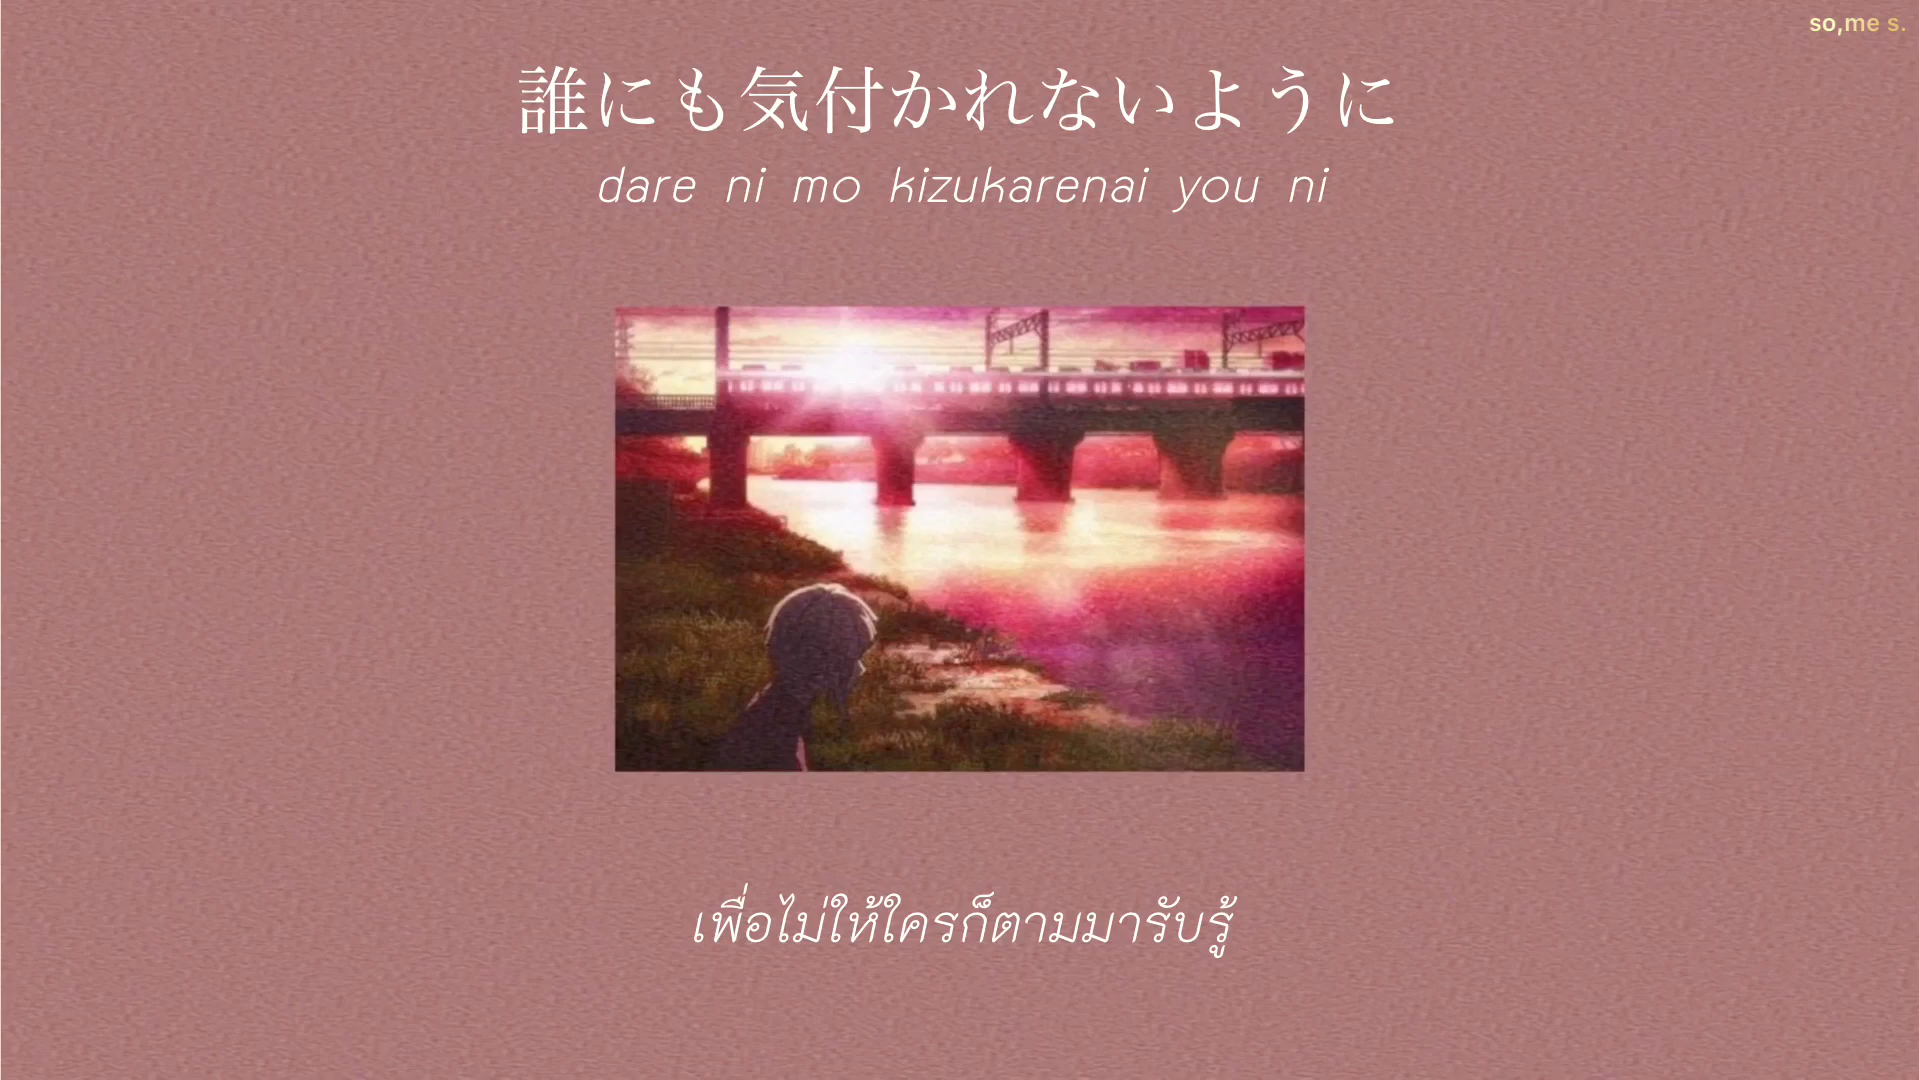 so,me s.
誰にも気付かれないように
dare ni mo kizukarenai you ni
เพื่อไม่ให้ใครก็ตามมารับรู้